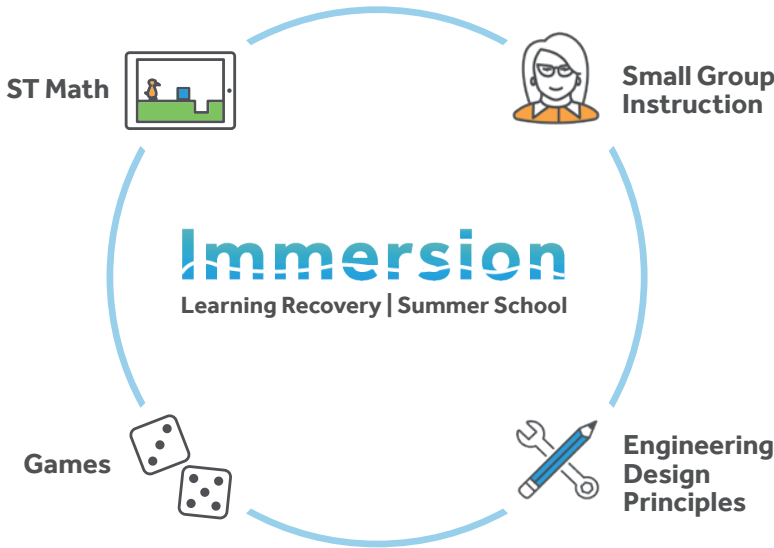 ST Math
Small Group
Instruction
Immersion
Learning Recovery | Summer School
Games
Engineering
Design
Principles